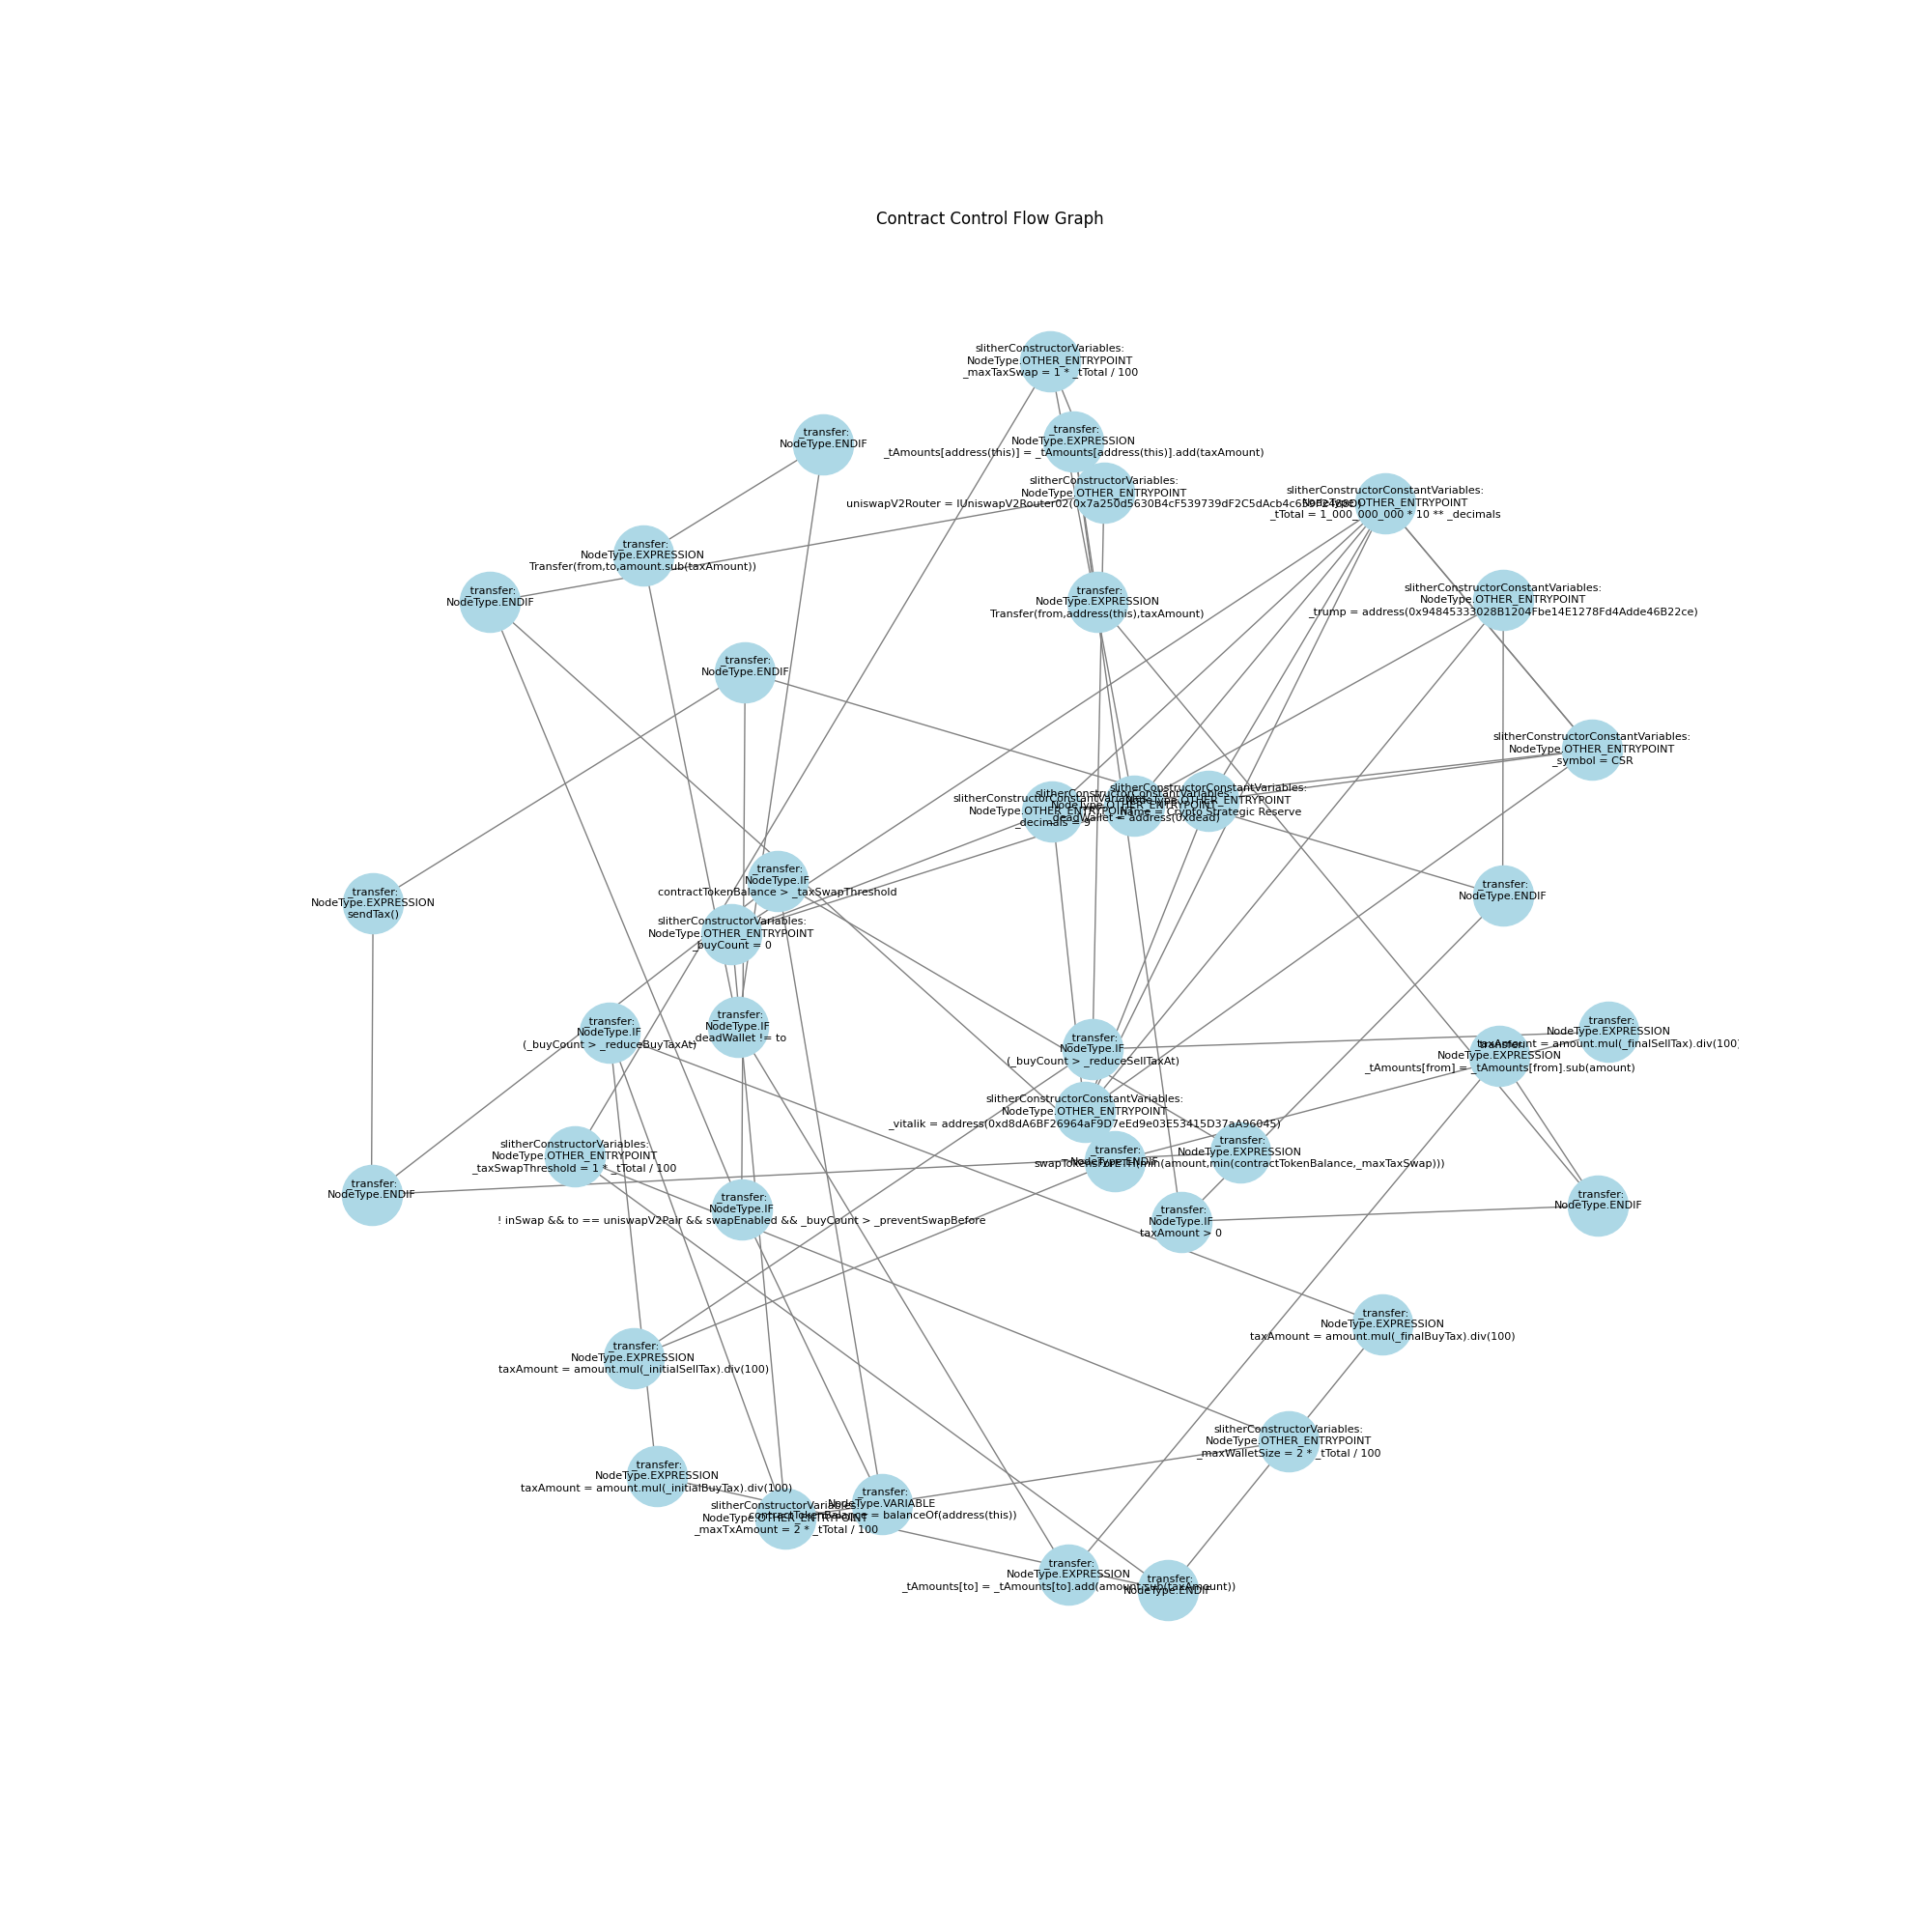 Contract Control Flow Graph
slitherConstructorVariables:
NodeType.OTHER_ENTRYPOINT
_maxTaxSwap = 1 * _tTotal / 100
_transfer:
NodeType.ENDIF
_transfer:
NodeType.EXPRESSION
_tAmounts[address(this)] = _tAmounts[address(this)].add(taxAmount)
slitherConstructorVariables:
NodeType.OTHER_ENTRYPOINT
slitherConstructorConstantVariables:
NodeType.OTHER_ENTRYPOINT
_tTotal = 1_000_000_000 * 10 ** _decimals
_transfer:
NodeType.EXPRESSION
Transfer(from,to,amount.sub(taxAmount))
_transfer:
NodeType.ENDIF
_transfer:
NodeType.EXPRESSION
Transfer(from,address(this),taxAmount)
slitherConstructorConstantVariables:
NodeType.OTHER_ENTRYPOINT
_trump = address(0x94845333028B1204Fbe14E1278Fd4Adde46B22ce)
_transfer:
NodeType.ENDIF
slitherConstructorConstantVariables:
NodeType.OTHER_ENTRYPOINT
_symbol = CSR
slitherConstructorConstantVariables:
NodeType.OTHER_ENTRYPOINT
_decimals = 9
slitherConstructorConstantVariables:
NodeType.OTHER_ENTRYPOINT
_deadWallet = address(0xdead)
slitherConstructorConstantVariables:
NodeType.OTHER_ENTRYPOINT
_name = Crypto Strategic Reserve
_transfer:
NodeType.IF
contractTokenBalance > _taxSwapThreshold
_transfer:
NodeType.EXPRESSION
sendTax()
_transfer:
NodeType.ENDIF
slitherConstructorVariables:
NodeType.OTHER_ENTRYPOINT
_buyCount = 0
_transfer:
NodeType.IF
_deadWallet != to
_transfer:
NodeType.IF
(_buyCount > _reduceBuyTaxAt)
_transfer:
NodeType.IF
(_buyCount > _reduceSellTaxAt)
_transfer:
NodeType.EXPRESSION
taxAmount = amount.mul(_finalSellTax).div(100)
_transfer:
NodeType.EXPRESSION
_tAmounts[from] = _tAmounts[from].sub(amount)
slitherConstructorConstantVariables:
NodeType.OTHER_ENTRYPOINT
_vitalik = address(0xd8dA6BF26964aF9D7eEd9e03E53415D37aA96045)
slitherConstructorVariables:
NodeType.OTHER_ENTRYPOINT
_taxSwapThreshold = 1 * _tTotal / 100
_transfer:
NodeType.ENDIF
_transfer:
NodeType.EXPRESSION
swapTokensForETH(min(amount,min(contractTokenBalance,_maxTaxSwap)))
_transfer:
NodeType.ENDIF
_transfer:
NodeType.ENDIF
_transfer:
NodeType.IF
! inSwap && to == uniswapV2Pair && swapEnabled && _buyCount > _preventSwapBefore
_transfer:
NodeType.IF
taxAmount > 0
_transfer:
NodeType.EXPRESSION
taxAmount = amount.mul(_finalBuyTax).div(100)
_transfer:
NodeType.EXPRESSION
taxAmount = amount.mul(_initialSellTax).div(100)
slitherConstructorVariables:
NodeType.OTHER_ENTRYPOINT
_maxWalletSize = 2 * _tTotal / 100
_transfer:
NodeType.EXPRESSION
taxAmount = amount.mul(_initialBuyTax).div(100)
_transfer:
NodeType.VARIABLE
contractTokenBalance = balanceOf(address(this))
slitherConstructorVariables:
NodeType.OTHER_ENTRYPOINT
_maxTxAmount = 2 * _tTotal / 100
_transfer:
NodeType.EXPRESSION
_tAmounts[to] = _tAmounts[to].add(amount.sub(taxAmount))
_transfer:
NodeType.ENDIF